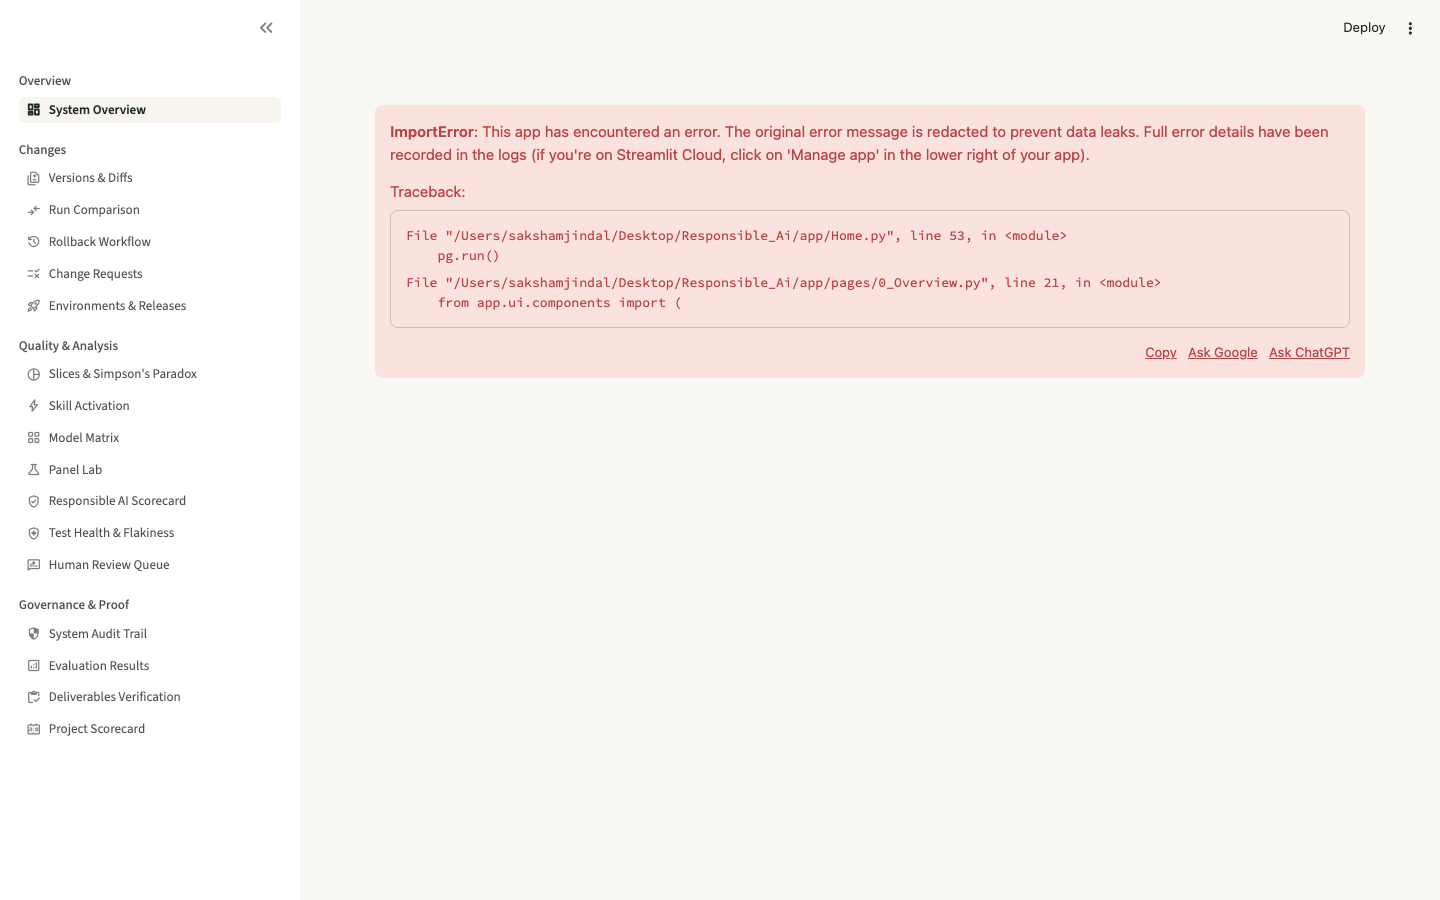 Deploy
Overview
System Overview
Changes
Versions & Diffs
Run Comparison
Rollback Workflow
Change Requests
Environments & Releases
Quality & Analysis
Slices & Simpson's Paradox
Skill Activation
Model Matrix
Panel Lab
Responsible AI Scorecard
Test Health & Flakiness
Human Review Queue
Governance & Proof
System Audit Trail
Evaluation Results
Deliverables Verification
Project Scorecard
ImportError: This app has encountered an error. The original error message is redacted to prevent data leaks. Full error details have been
recorded in the logs (if you're on Streamlit Cloud, click on 'Manage app' in the lower right of your app).
Traceback:
File "/Users/sakshamjindal/Desktop/Responsible_Ai/app/Home.py", line 53, in <module>
    pg.run()
File "/Users/sakshamjindal/Desktop/Responsible_Ai/app/pages/0_Overview.py", line 21, in <module>
    from app.ui.components import (
Copy Ask Google Ask ChatGPT